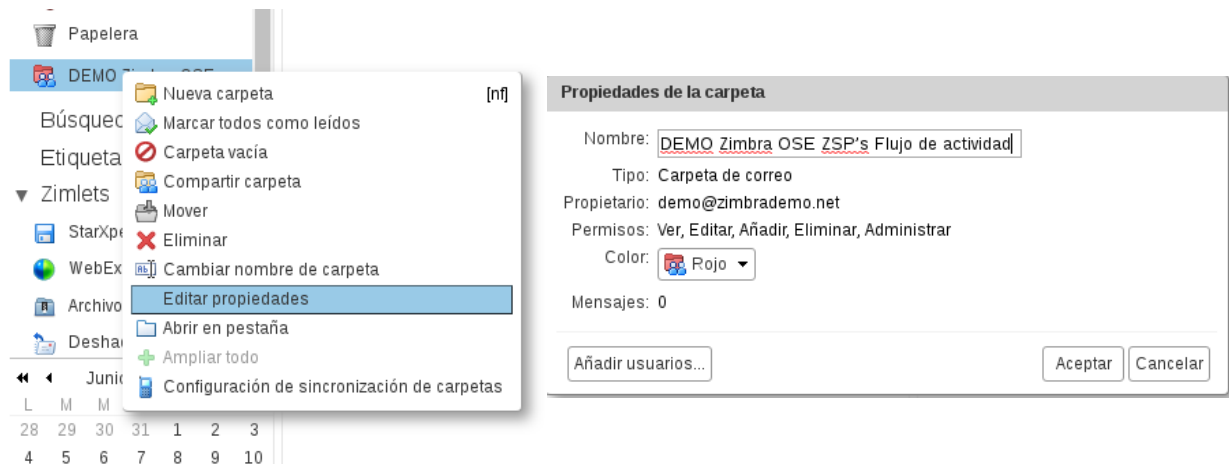 Papelera
DEMO
Nueva carpeta [nf]
Búsque
Marcar todos como leídos
Carpeta vacía
Etiqueta
Compartir carpeta
Zimlets
Mover
StarXpe
Eliminar
WebEx
Cambiar nombre de carpeta
Editar propiedades
Archivo
Abrir en pestaña
Desha
Ampliar todo
Junio
Configuración de sincronización de carpetas
L M M
28 29 30 31 1 2 3
4 5 6 7 8 9 10
Propiedades de la carpeta
Nombre: DEMO Zimbra OSE ZSP's Flujo de actividad
Tipo: Carpeta de correo
Propietario: demo@zimbrademo.net
Permisos: Ver, Editar, Añadir, Eliminar, Administrar
Color: Rojo
Mensajes: 0
Añadir usuarios... Aceptar Cancelar